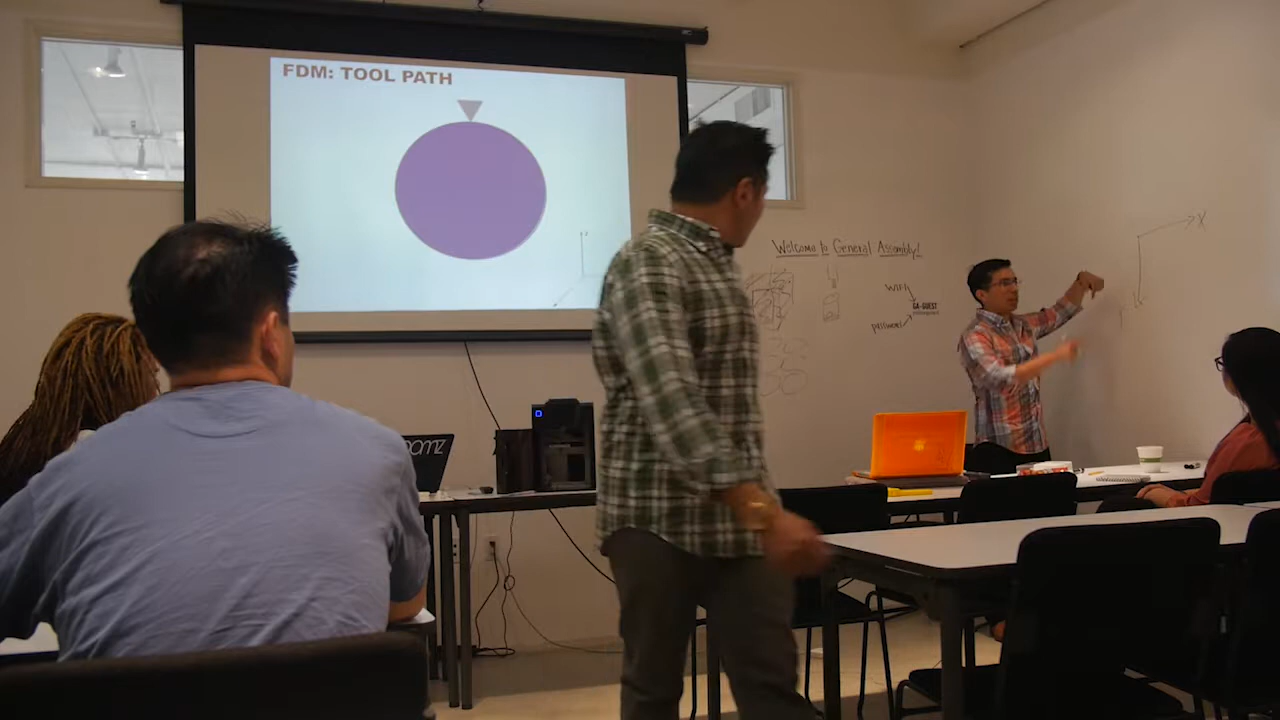 FDM: TOOL PATH
Welcome to General Assembly!
WIFI
GA-GUEST
password
X